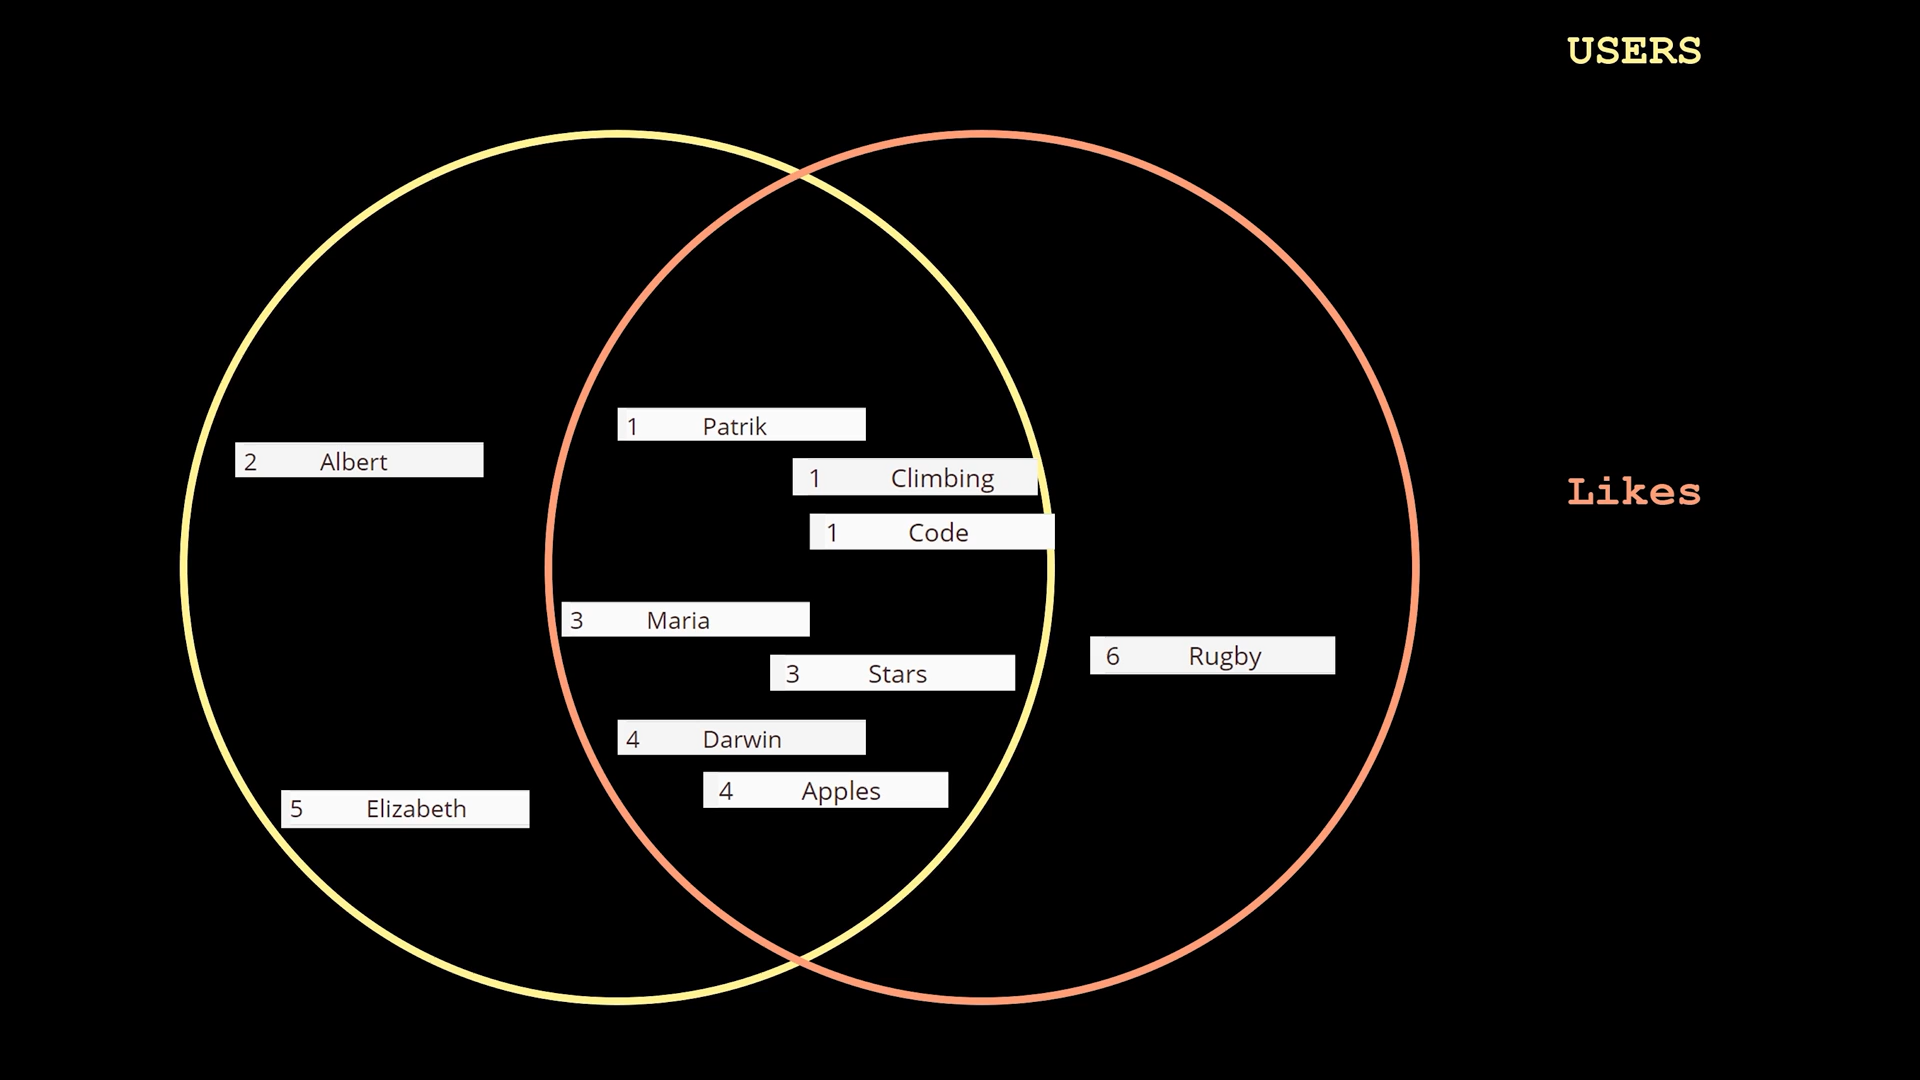 USERS
1 Patrik
2 Albert
1 Climbing
Likes
1 Code
3 Maria
6 Rugby
3 Stars
4 Darwin
4 Apples
5 Elizabeth